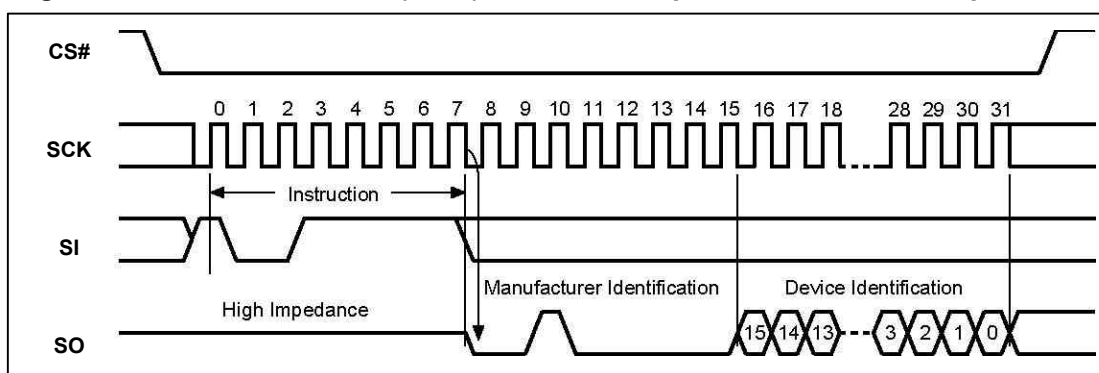 CS#
0 1 2 3 4 5 6 7 8 9 10 11 12 13 14 15 16 17 18 28 29 30 31
SCK
Instruction
SI
Manufacturer Identification Device Identification
High Impedance
SO 15 14 13 3 2 1 0